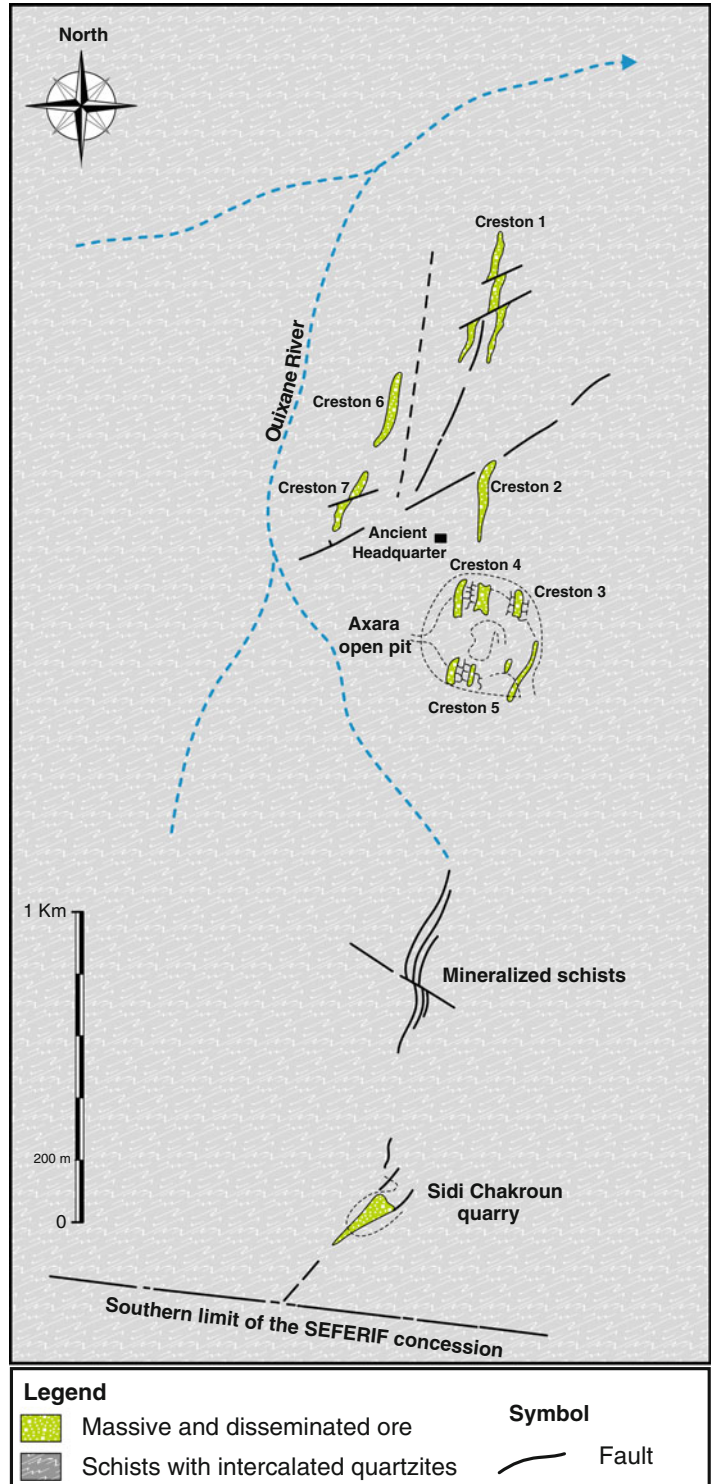 North
Creston 1
Ouixane River
Creston 6
Creston 7
Creston 2
Ancient
Headquarter
Creston 4
Creston 3
Axara
open pit
Creston 5
1 Km
Mineralized schists
200 m
0
Sidi Chakroun
quarry
Southern limit of the SEFERIF concession
Legend
Massive and disseminated ore
Schists with intercalated quartzites
Symbol
Fault